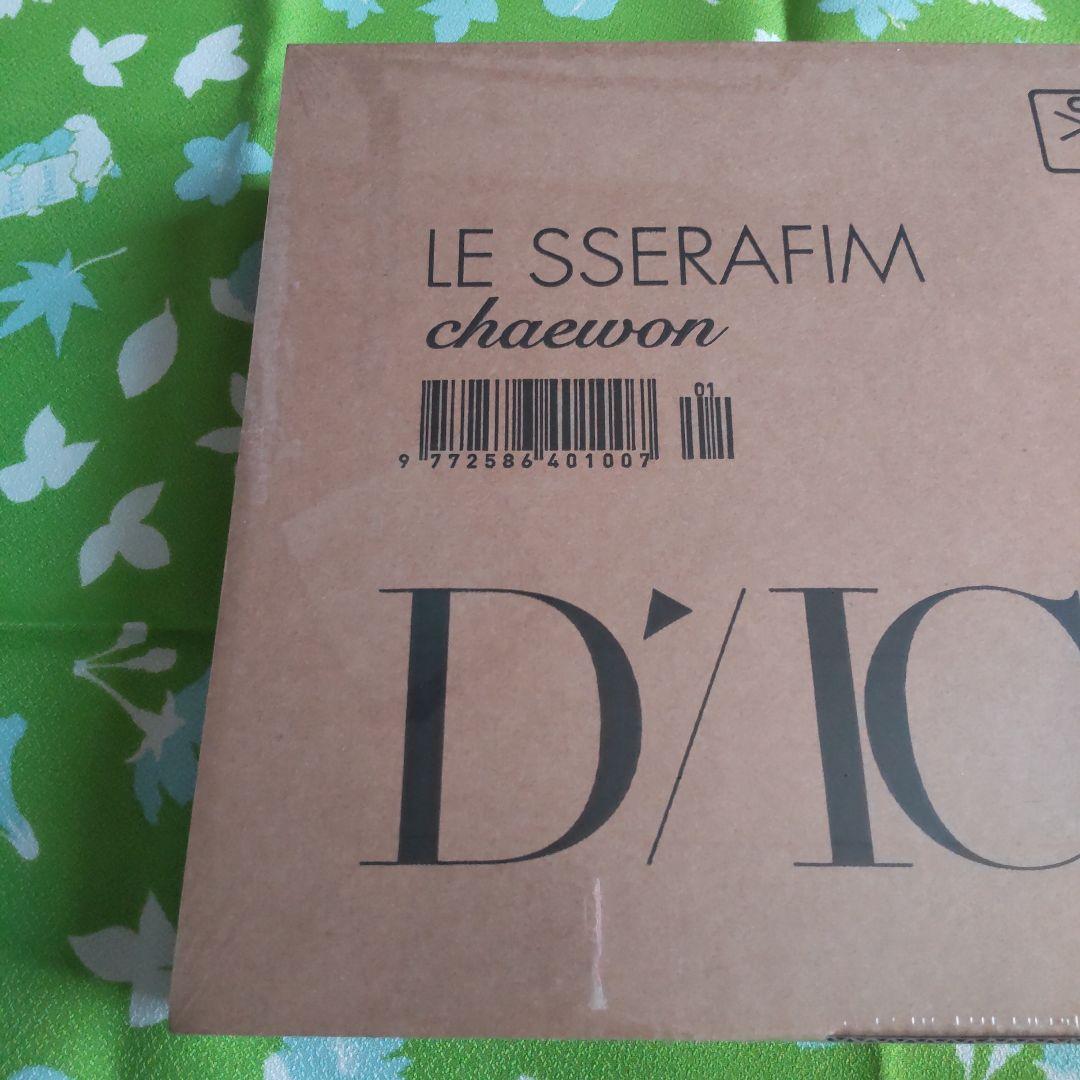 LE SSERAFIM
chaewon
01
9 772586 401007
D'/IC